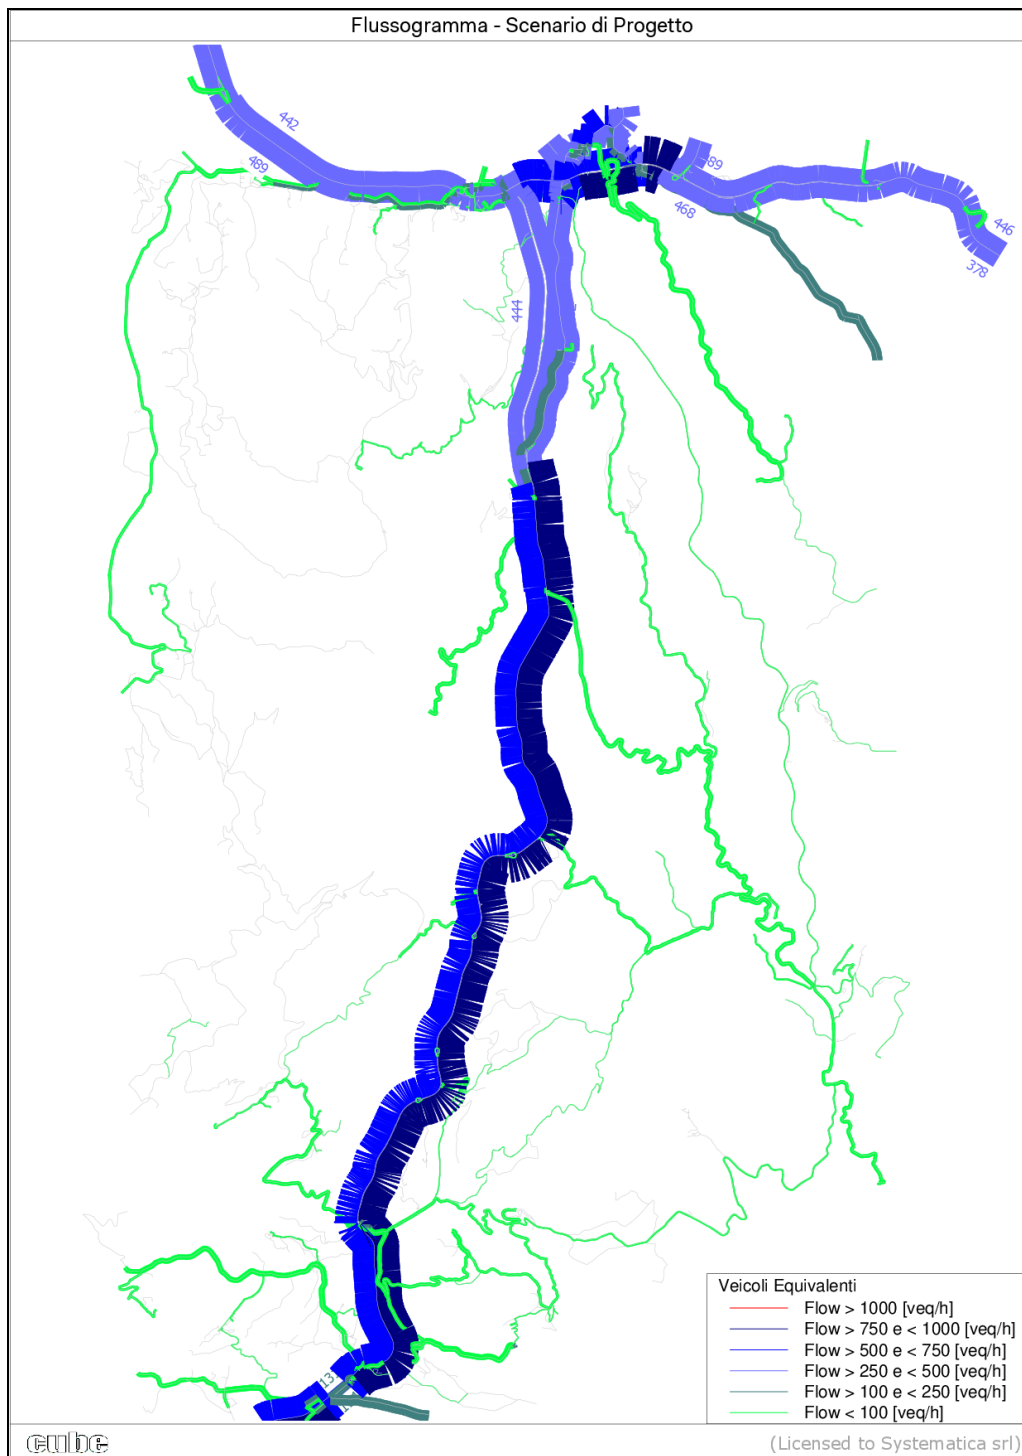 Flussogramma - Scenario di Progetto
442
489
89
468
446
378
444
13
Veicoli Equivalenti
Flow > 1000 [veq/h]
Flow > 750 e < 1000 [veq/h]
Flow > 500 e < 750 [veq/h]
Flow > 250 e < 500 [veq/h]
Flow > 100 e < 250 [veq/h]
Flow < 100 [veq/h]
cube
(Licensed to Systematica srl)